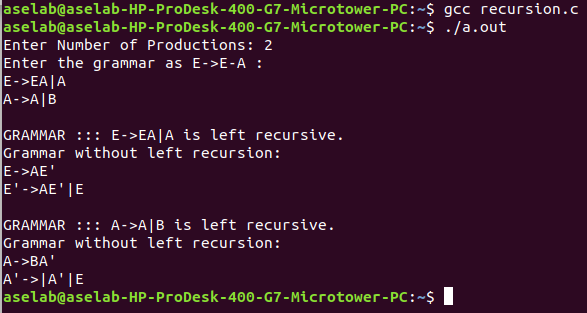 aselab@aselab-HP-ProDesk-400-G7-Microtower-PC:~$ gcc recursion.c
aselab@aselab-HP-ProDesk-400-G7-Microtower-PC:~$ ./a.out
Enter Number of Productions: 2
Enter the grammar as E->E-A :
E->EA|A
A->A|B

GRAMMAR ::: E->EA|A is left recursive.
Grammar without left recursion:
E->AE'
E'->AE'|E

GRAMMAR ::: A->A|B is left recursive.
Grammar without left recursion:
A->BA'
A'->|A'|E
aselab@aselab-HP-ProDesk-400-G7-Microtower-PC:~$